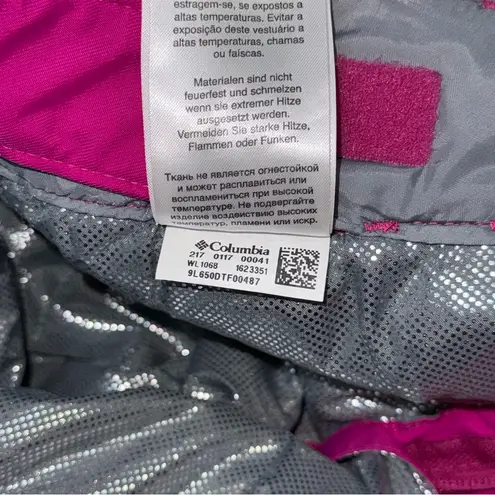 estragem-se, se expostos a
altas temperaturas. Evitar a
exposição deste vestuário a
altas temperaturas, chamas
ou faíscas.
Materialen sind nicht
feuerfest und schmelzen
wenn sie extremer Hitze
ausgesetzt werden.
Vermeiden Sie starke Hitze,
Flammen oder Funken.
Ткань не является огнестойкой
и может расплавиться или
воспламениться при высокой
температуре. Не подвергайте
изделие воздействию высоких
температур, пламени или искр.
Columbia
217 0117 00041
WL1068 1623351
9L650DTF00487